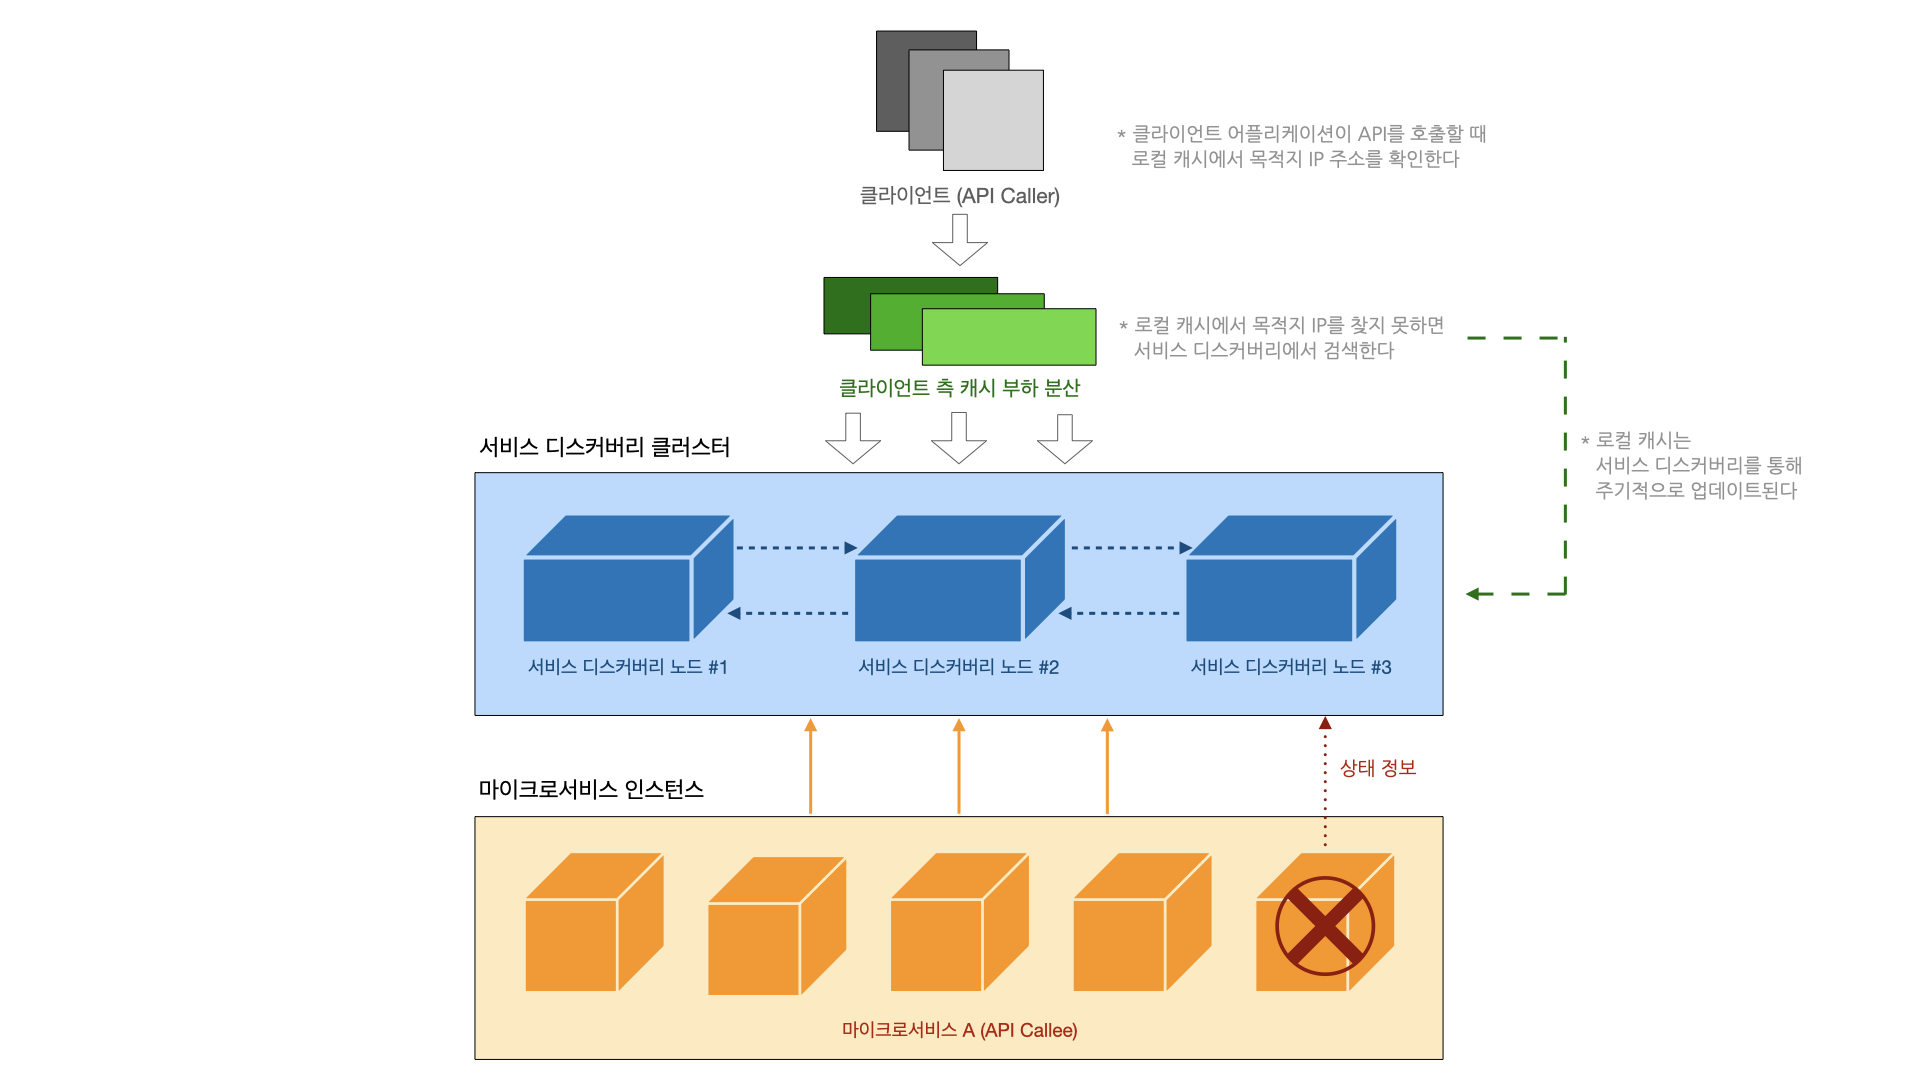 * 클라이언트 어플리케이션이 API를 호출할 때
로컬 캐시에서 목적지 IP 주소를 확인한다
클라이언트 (API Caller)
* 로컬 캐시에서 목적지 IP를 찾지 못하면
서비스 디스커버리에서 검색한다
클라이언트 측 캐시 부하 분산
* 로컬 캐시는
서비스 디스커버리를 통해
주기적으로 업데이트된다
서비스 디스커버리 클러스터
서비스 디스커버리 노드 #1
서비스 디스커버리 노드 #2
서비스 디스커버리 노드 #3
상태 정보
마이크로서비스 인스턴스
마이크로서비스 A (API Callee)